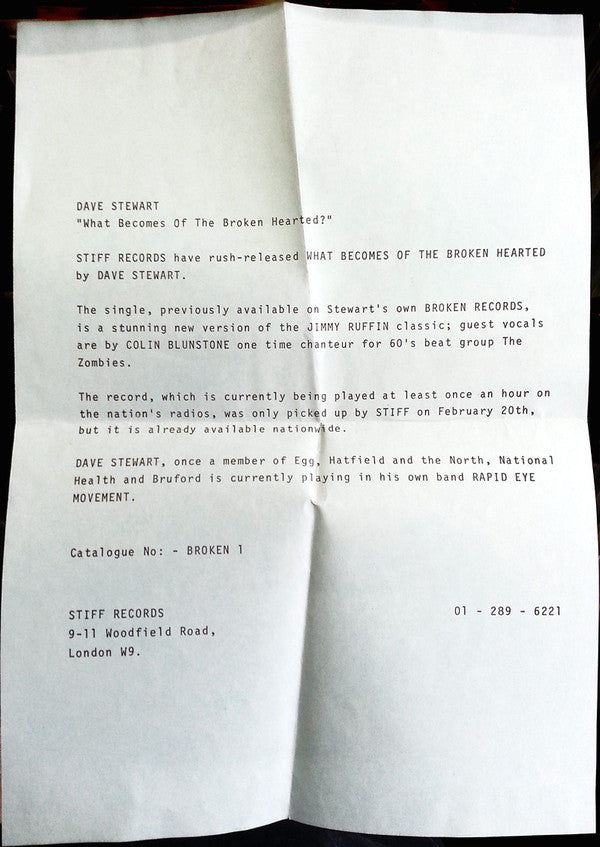 DAVE STEWART
"What Becomes Of The Broken Hearted?"
STIFF RECORDS have rush-released WHAT BECOMES OF THE BROKEN HEARTED
by DAVE STEWART.
The single, previously available on Stewart's own BROKEN RECORDS,
is a stunning new version of the JIMMY RUFFIN classic; guest vocals
are by COLIN BLUNSTONE one time chanteur for 60's beat group The
Zombies.
The record, which is currently being played at least once an hour on
the nation's radios, was only picked up by STIFF on February 20th,
but it is already available nationwide.
DAVE STEWART, once a member of Egg, Hatfield and the North, National
Health and Bruford is currently playing in his own band RAPID EYE
MOVEMENT.
Catalogue No: - BROKEN 1
STIFF RECORDS 01 - 289 - 6221
9-11 Woodfield Road,
London W9.